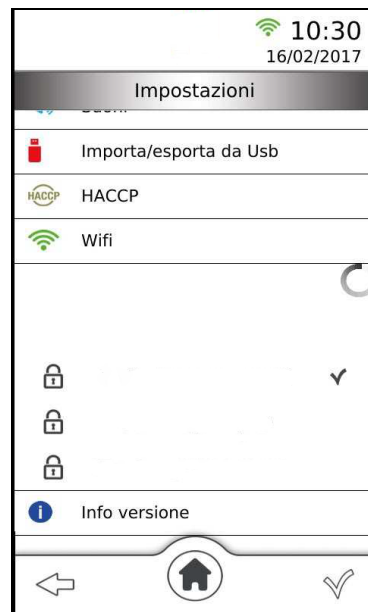 10:30
16/02/2017
Impostazioni
Importa/esporta da Usb
HACCP
HACCP
Wifi
Info versione